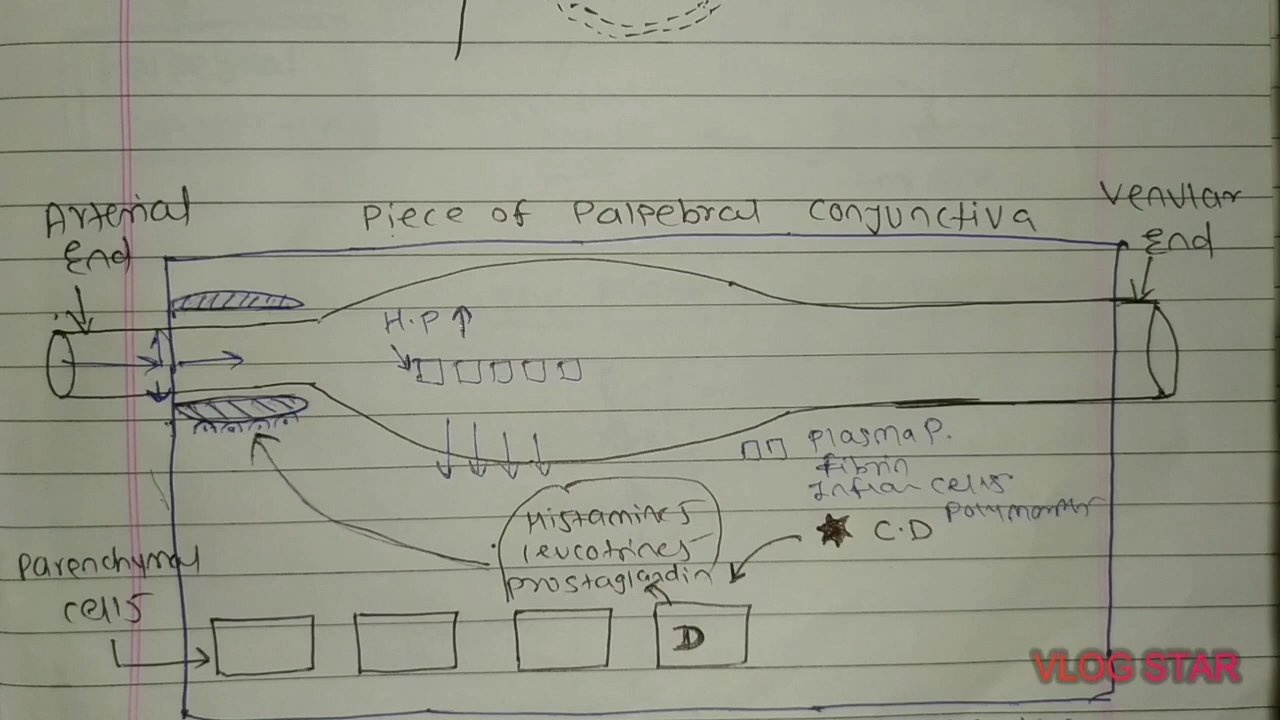 Arterial
End
Piece of Palpebral Conjunctiva
Venular
End
H.P ↑
Plasma P.
Fibrin
Inflam cells
Polymorphs
Histamines
leucotrines
prostaglandin
C.D
Parenchymal
cells
D
VLOG STAR